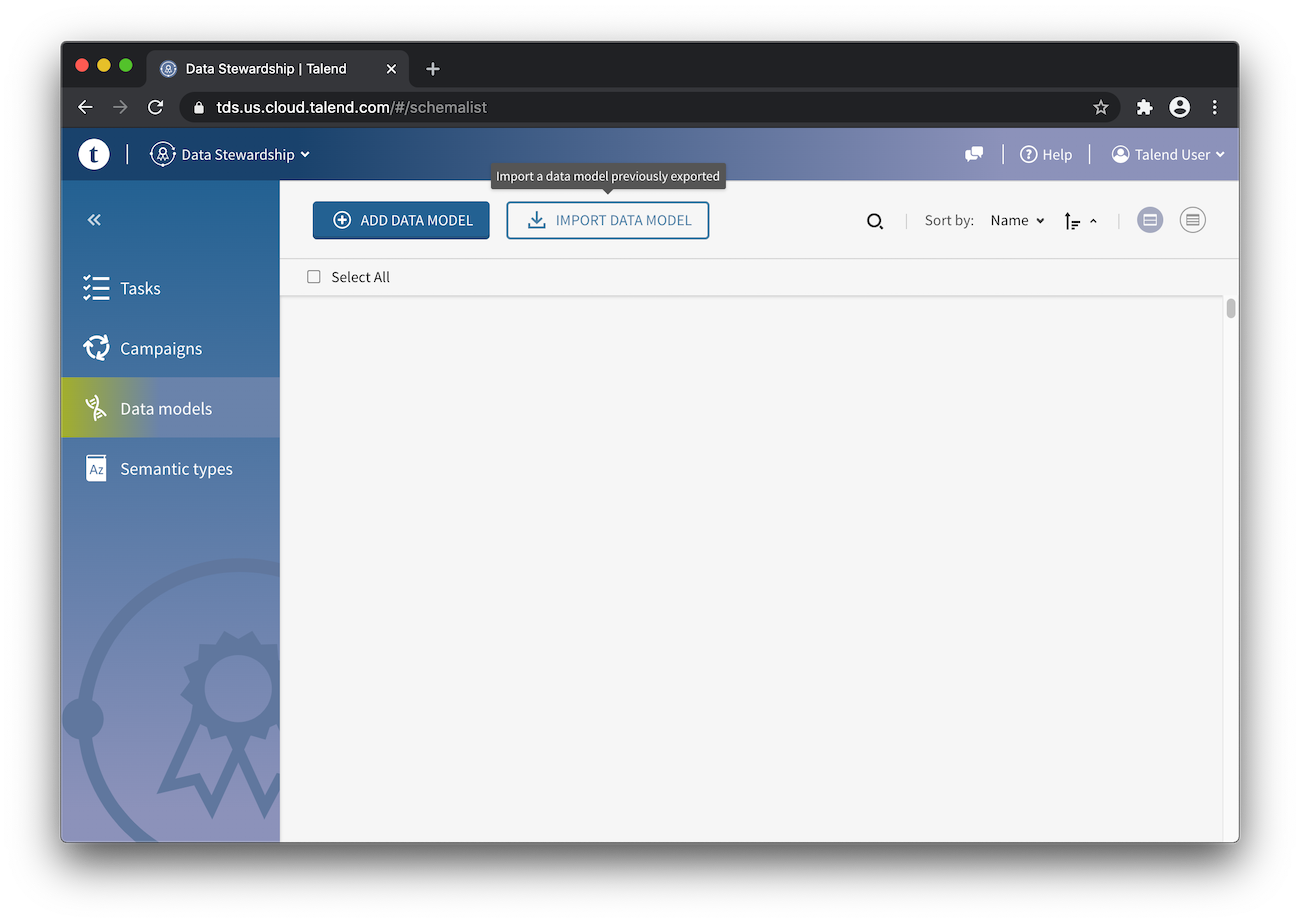 Data Stewardship | Talend
tds.us.cloud.talend.com/#/schemalist
t Data Stewardship Help Talend User
Import a data model previously exported
ADD DATA MODEL IMPORT DATA MODEL Sort by: Name
Select All
Tasks
Campaigns
Data models
Az Semantic types